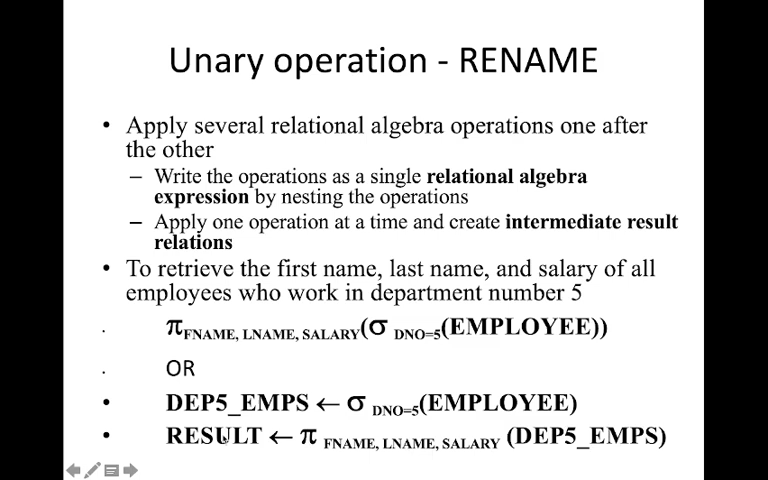 Unary operation - RENAME
• Apply several relational algebra operations one after
the other
– Write the operations as a single relational algebra
expression by nesting the operations
– Apply one operation at a time and create intermediate result
relations
• To retrieve the first name, last name, and salary of all
employees who work in department number 5
· π FNAME, LNAME, SALARY(σ DNO=5(EMPLOYEE))
· OR
• DEP5_EMPS ← σ DNO=5(EMPLOYEE)
• RESULT ← π FNAME, LNAME, SALARY (DEP5_EMPS)